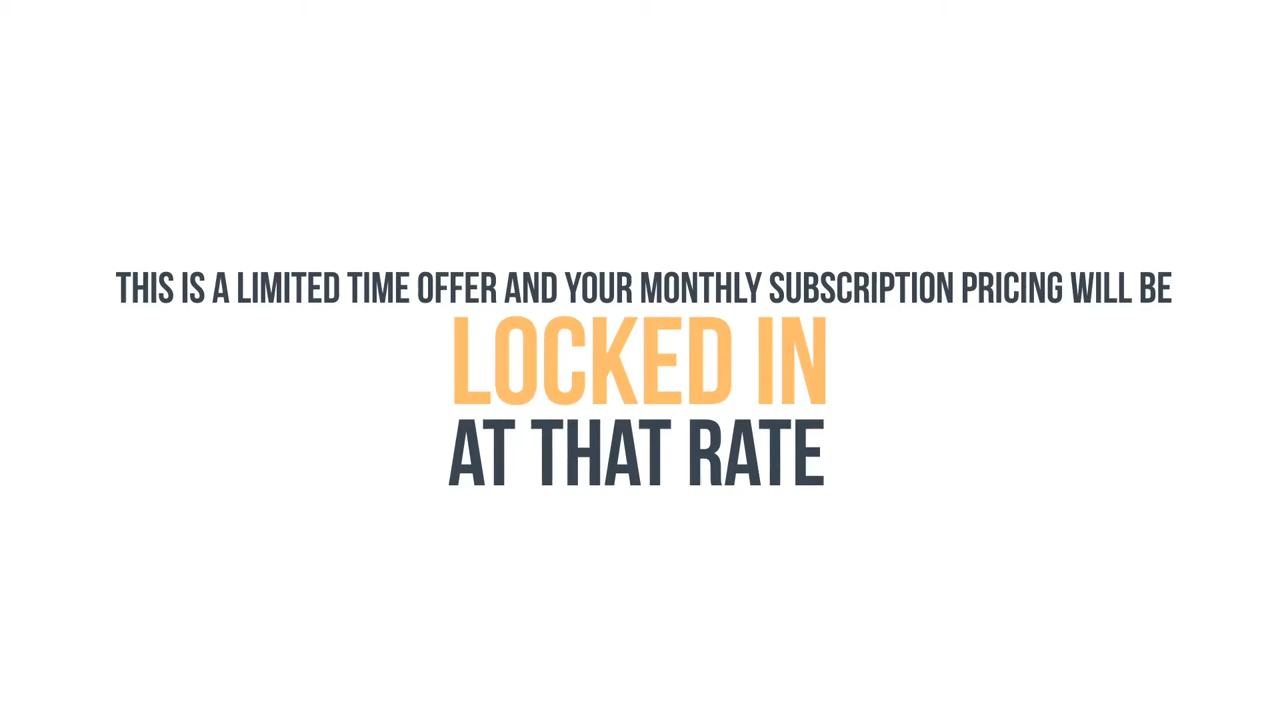 THIS IS A LIMITED TIME OFFER AND YOUR MONTHLY SUBSCRIPTION PRICING WILL BE
LOCKED IN
AT THAT RATE